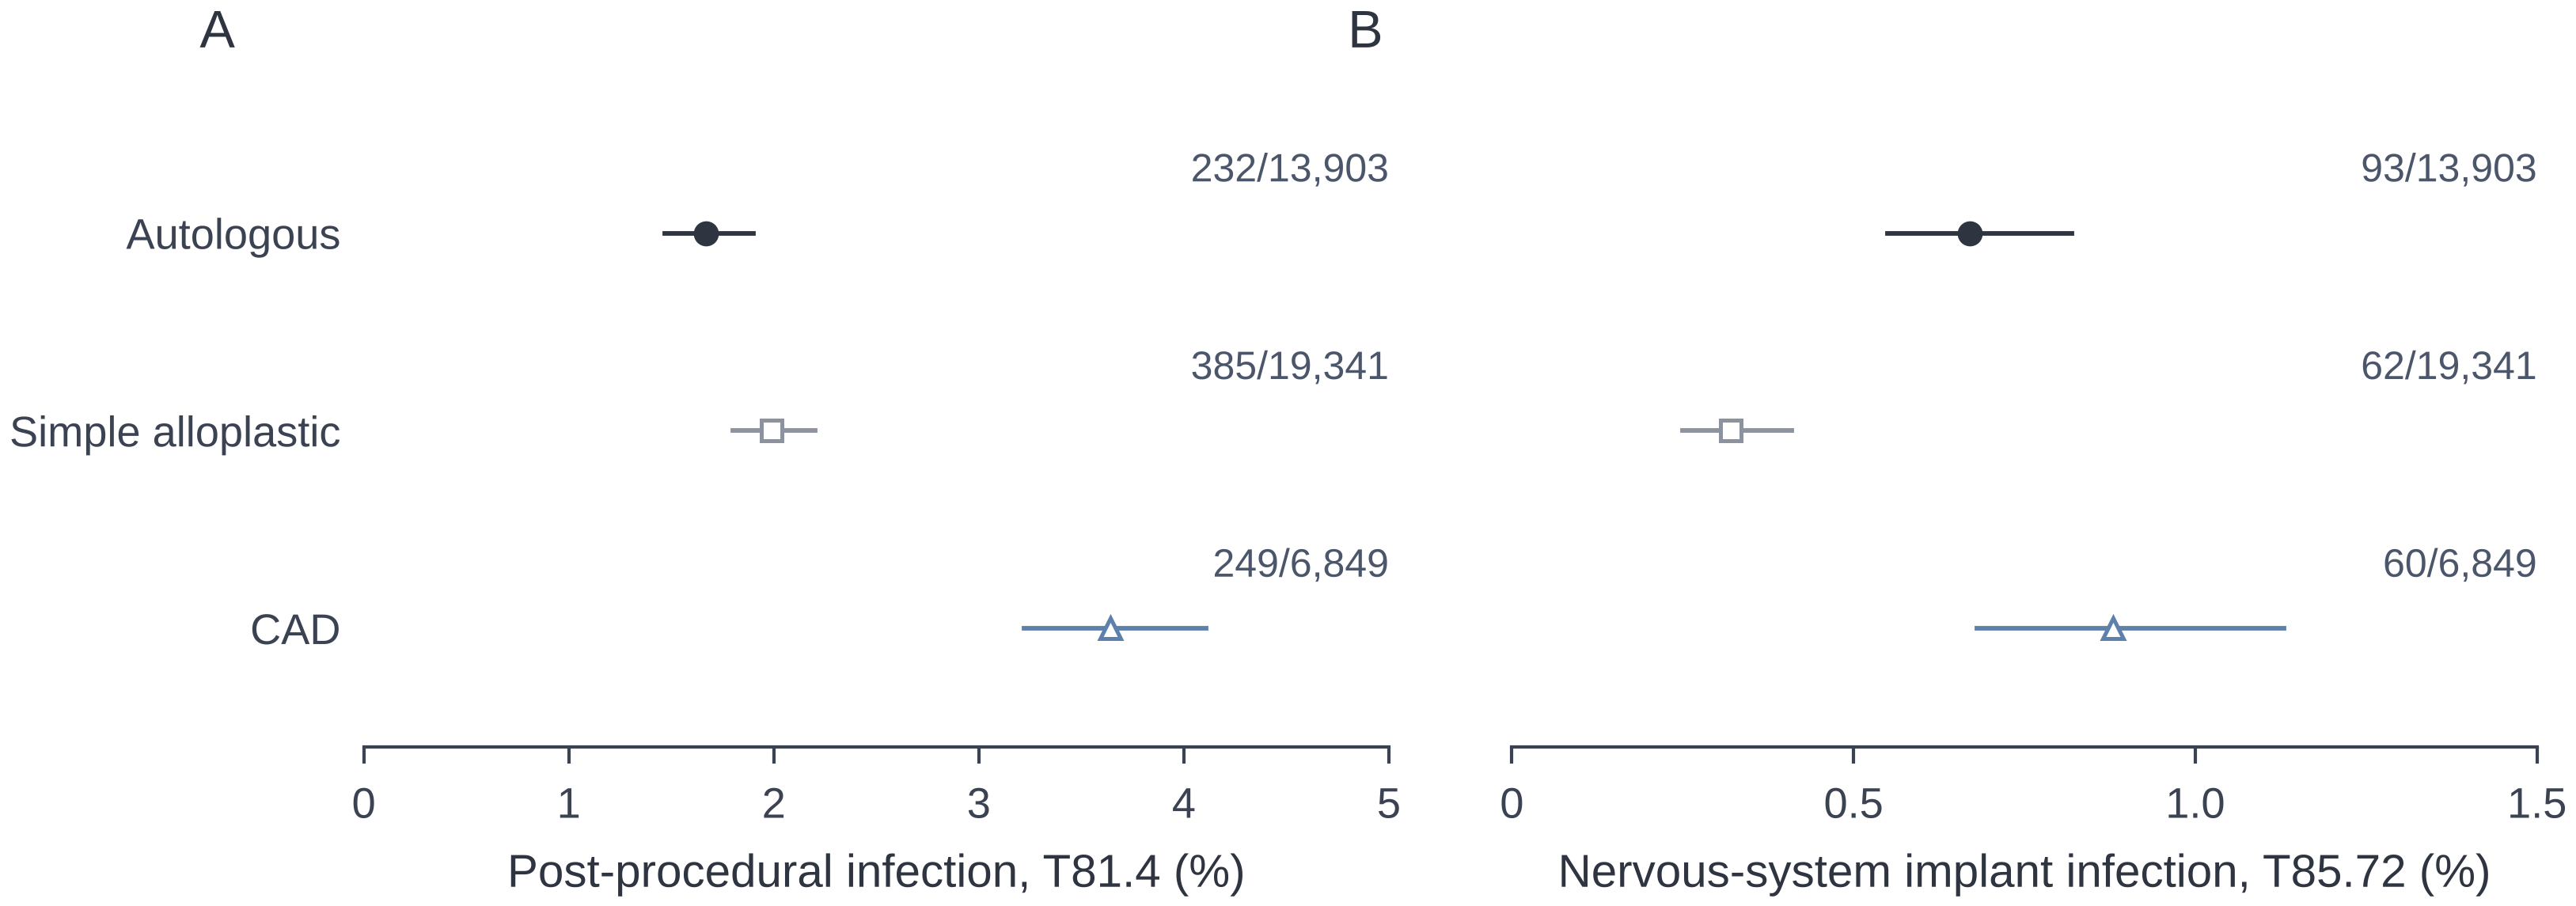 A
B
232/13,903
93/13,903
Autologous
385/19,341
62/19,341
Simple alloplastic
249/6,849
60/6,849
CAD
0 1 2 3 4 5
0 0.5 1.0 1.5
Post-procedural infection, T81.4 (%)
Nervous-system implant infection, T85.72 (%)